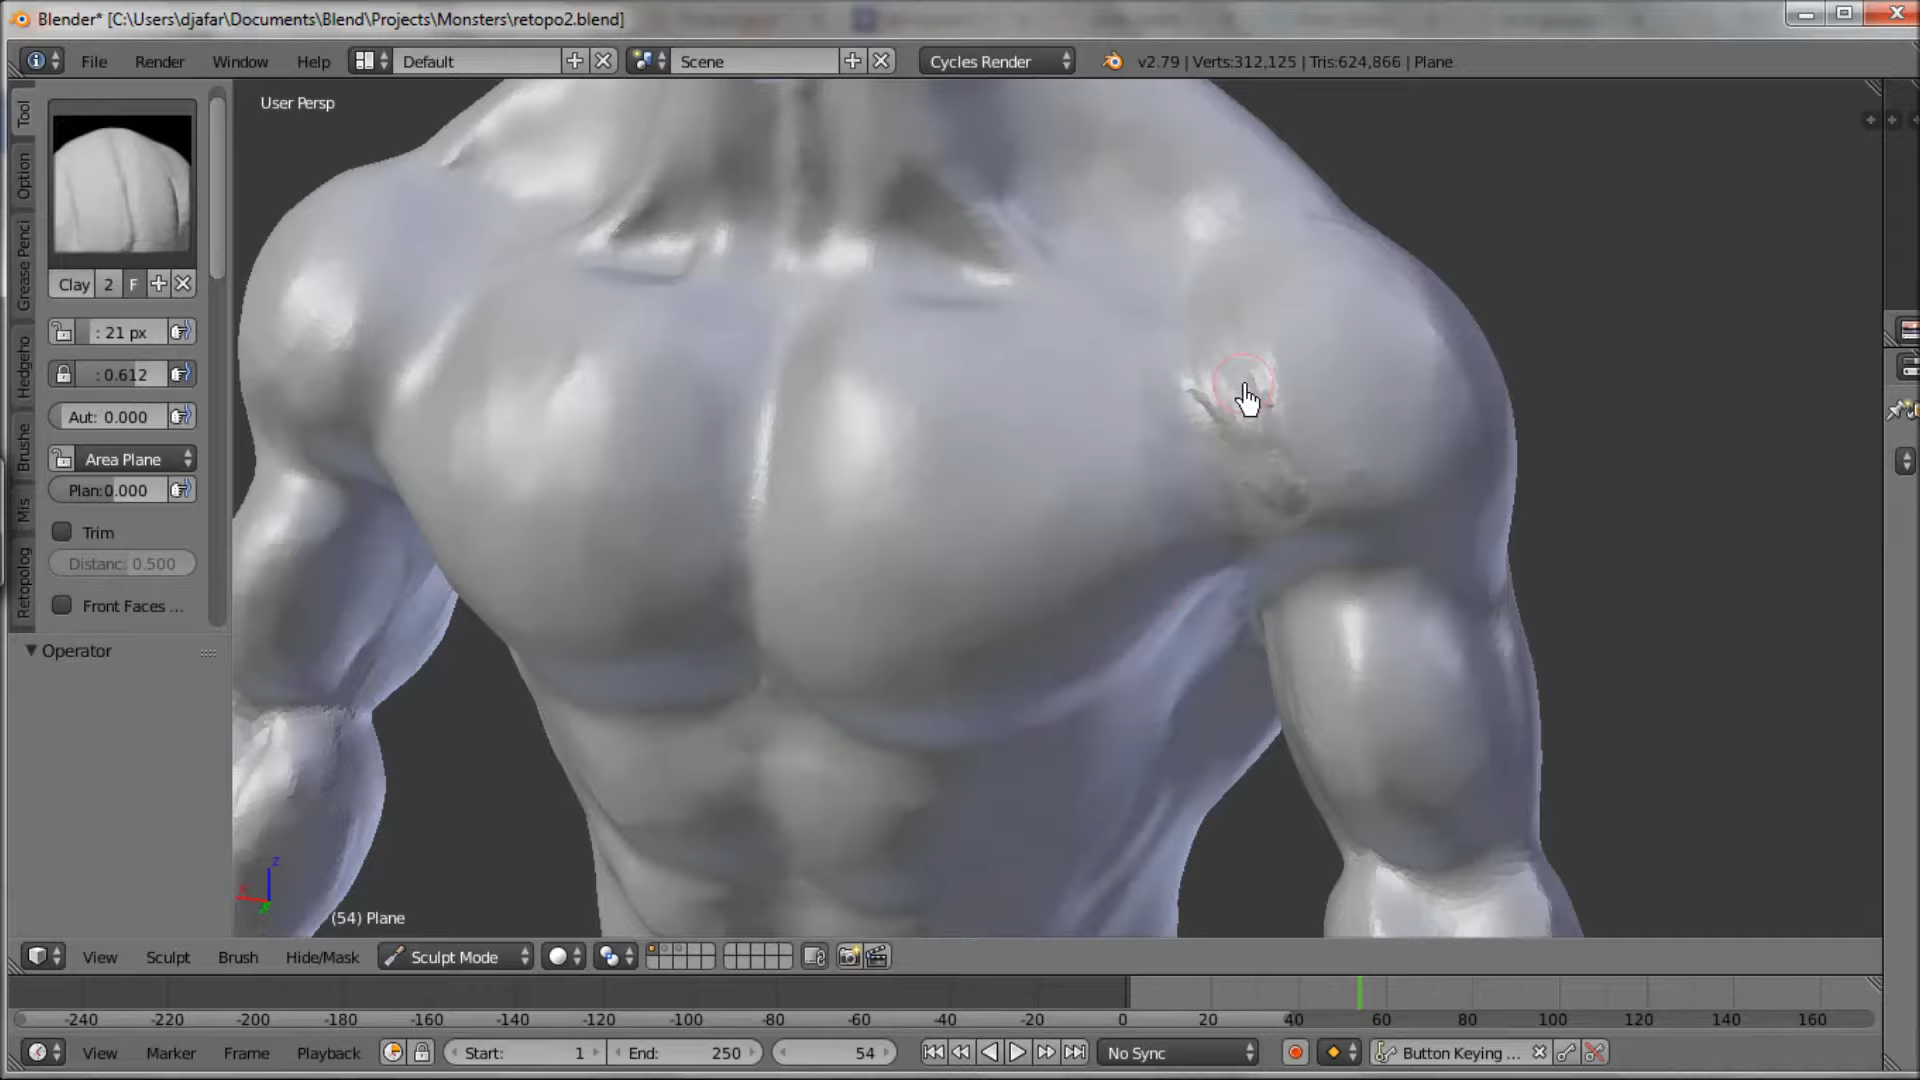 Blender* [C:\Users\djafar\Documents\Blend\Projects\Monsters\retopo2.blend]
File Render Window Help Default Scene Cycles Render v2.79 | Verts:312,125 | Tris:624,866 | Plane
User Persp
Tool
Option
Grease Penci
Hedgeho
Brushe
Mis
Retopolog
Clay 2 F
: 21 px
: 0.612
Aut: 0.000
Area Plane
Plan:0.000
Trim
Distanc: 0.500
Front Faces ...
Operator
z
(54) Plane
View Sculpt Brush Hide/Mask Sculpt Mode
-240 -220 -200 -180 -160 -140 -120 -100 -80 -60 -40 -20 0 20 40 60 80 100 120 140 160
View Marker Frame Playback Start: 1 End: 250 54 No Sync Button Keying ...